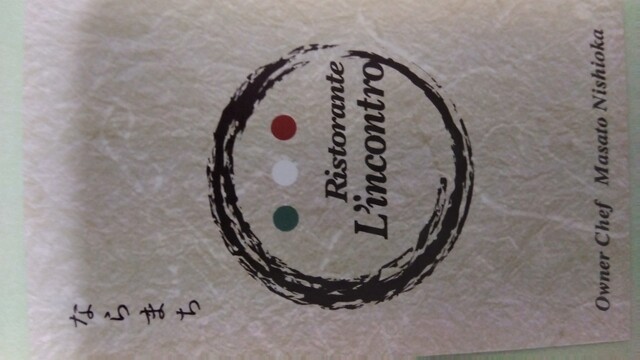 ならまち
Ristorante
L'incontro
Owner Chef Masato Nishioka